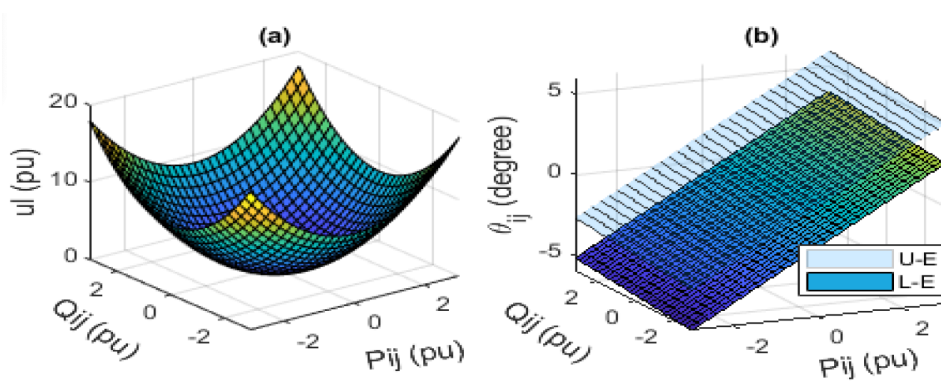 (a)
20
10
0
ul (pu)
2
0
-2
Qij (pu)
-2
0
2
Pij (pu)
(b)
5
0
-5
θij (degree)
2
0
-2
Qij (pu)
-2
0
2
Pij (pu)
U-E
L-E